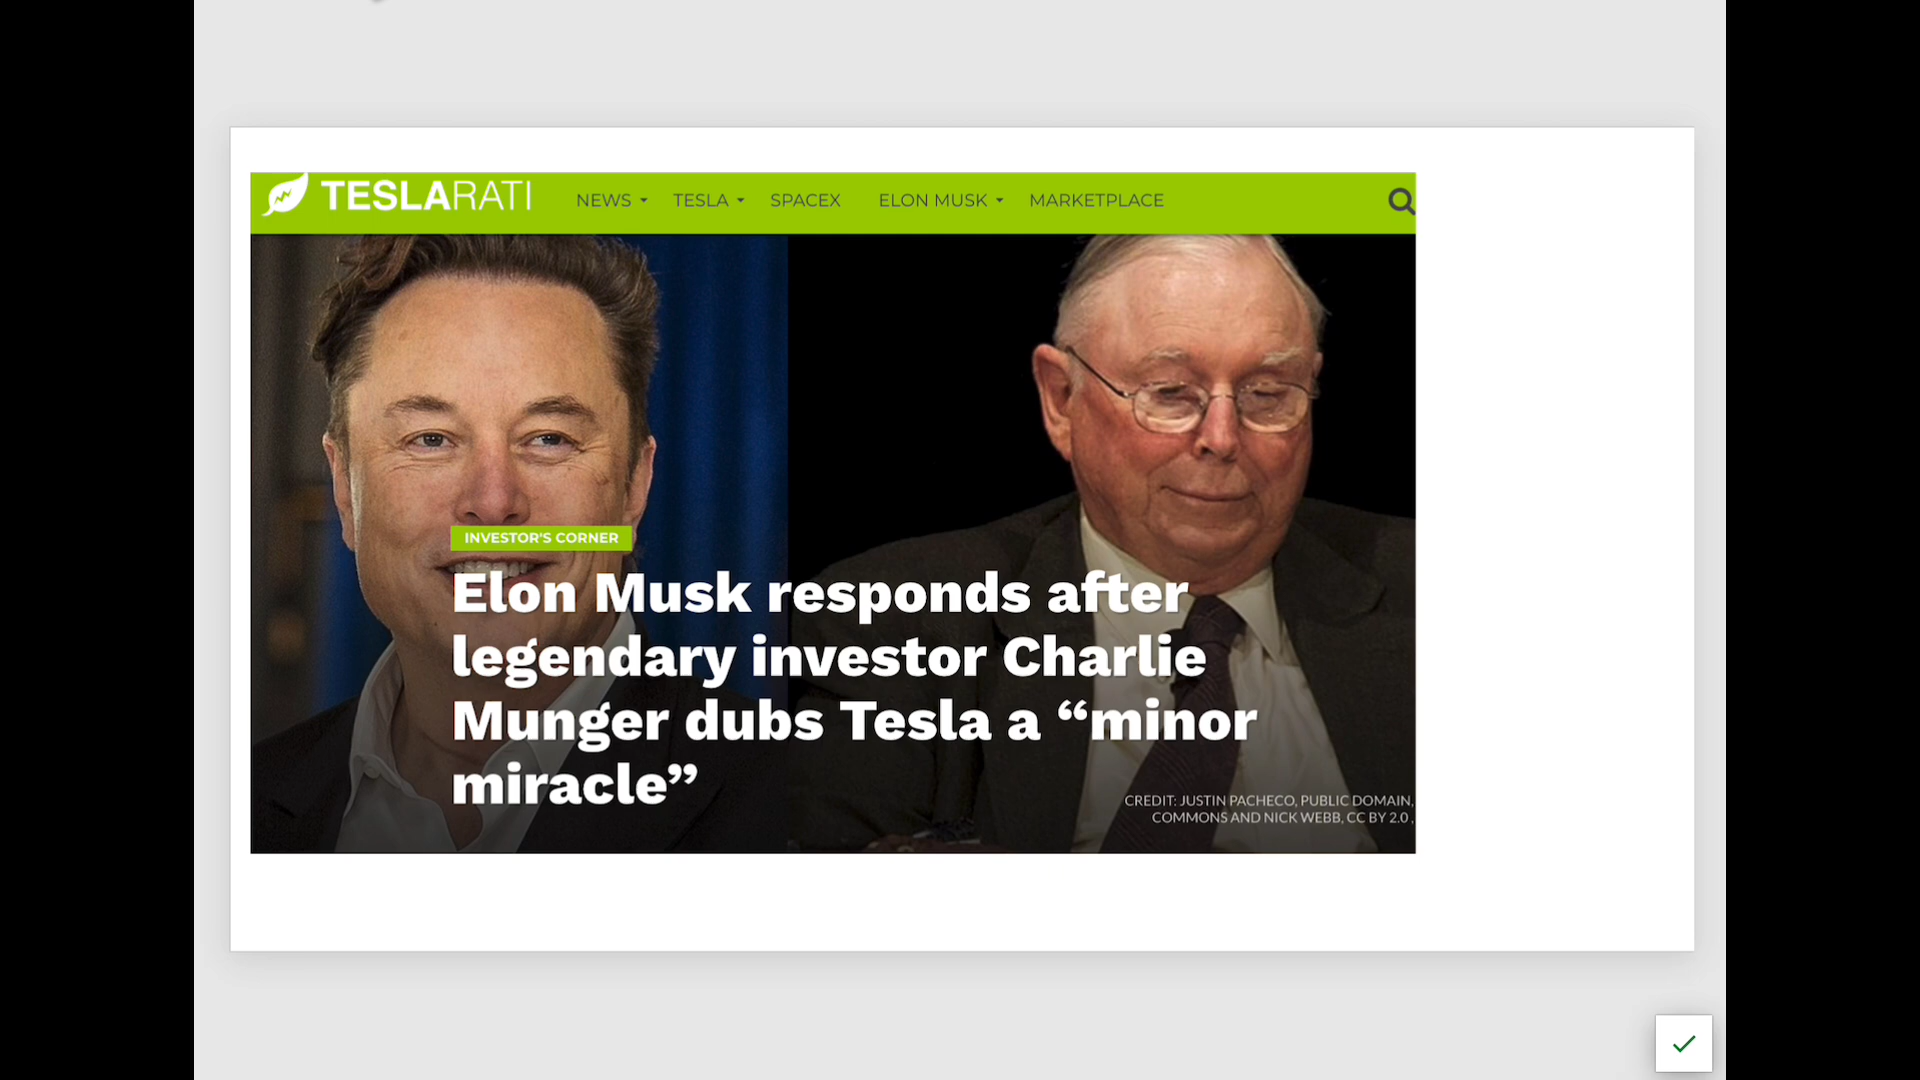 TESLARATI NEWS TESLA SPACEX ELON MUSK MARKETPLACE
INVESTOR'S CORNER
Elon Musk responds after
legendary investor Charlie
Munger dubs Tesla a “minor
miracle”
CREDIT: JUSTIN PACHECO, PUBLIC DOMAIN,
COMMONS AND NICK WEBB, CC BY 2.0 ,